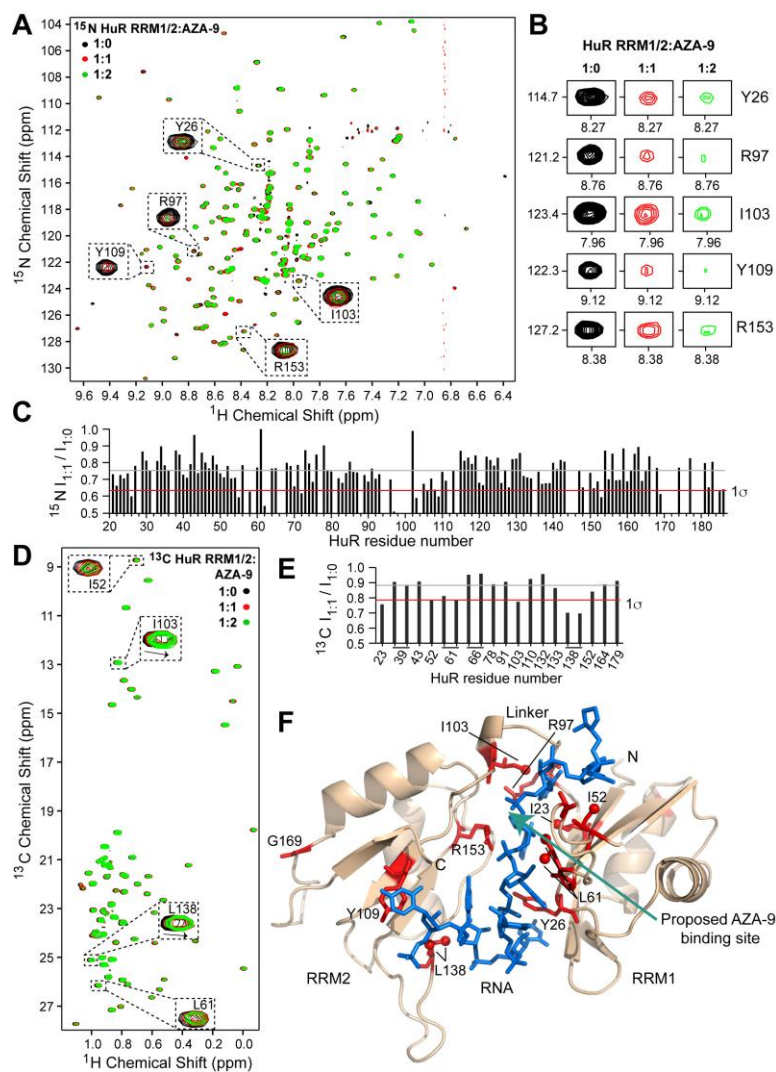 A
15N HuR RRM1/2:AZA-9
1:0
1:1
1:2
104
106
108
110
112
114
116
118
120
122
124
126
128
130
15N Chemical Shift (ppm)
Y26
R97
Y109
I103
R153
9.6 9.4 9.2 9.0 8.8 8.6 8.4 8.2 8.0 7.8 7.6 7.4 7.2 7.0 6.8 6.6 6.4
1H Chemical Shift (ppm)
B
HuR RRM1/2:AZA-9
1:0 1:1 1:2
114.7 Y26
8.27 8.27 8.27
121.2 R97
8.76 8.76 8.76
123.4 I103
7.96 7.96 7.96
122.3 Y109
9.12 9.12 9.12
127.2 R153
8.38 8.38 8.38
C
15N I1:1 / I1:0
1.0
0.9
0.8
0.7
0.6
0.5
1σ
20 30 40 50 60 70 80 90 100 110 120 130 140 150 160 170 180
HuR residue number
D
13C HuR RRM1/2:
AZA-9
1:0
1:1
1:2
9
11
13
15
17
19
21
23
25
27
13C Chemical Shift (ppm)
I52
I103
L138
L61
1.0 0.8 0.6 0.4 0.2 0.0
1H Chemical Shift (ppm)
E
13C I1:1 / I1:0
1.0
0.9
0.8
0.7
0.6
0.5
1σ
23 39 43 52 61 66 78 91 103 110 132 133 138 152 164 179
HuR residue number
F
Linker
I103
R97
N
I23
I52
G169
R153
C
L61
Y109
Y26
Proposed AZA-9
binding site
L138
RRM2
RNA
RRM1